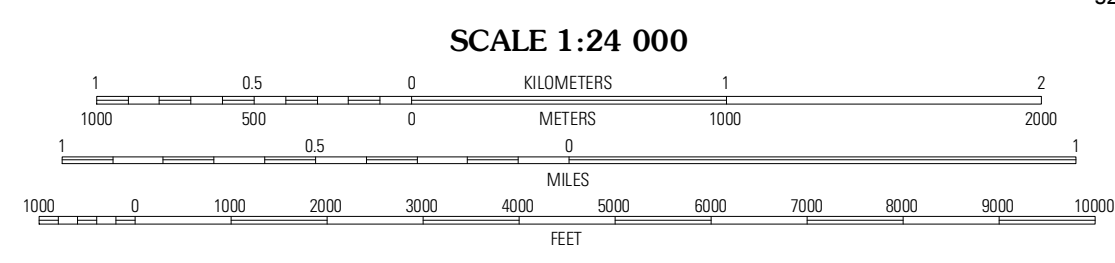 SCALE 1:24 000
1 0.5 0 KILOMETERS 1 2
1000 500 0 METERS 1000 2000
1 0.5 0 1
MILES
1000 0 1000 2000 3000 4000 5000 6000 7000 8000 9000 10000
FEET